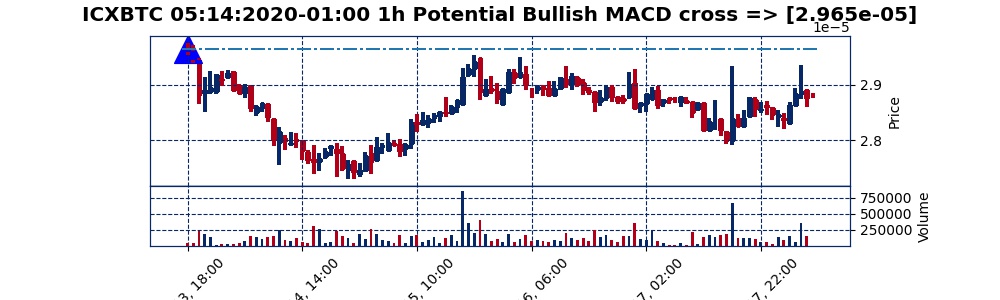 ICXBTC 05:14:2020-01:00 1h Potential Bullish MACD cross => [2.965e-05]
1e−5
2.9
2.8
Price
750000
500000
250000
Volume
3, 18:00
4, 14:00
5, 10:00
6, 06:00
7, 02:00
7, 22:00